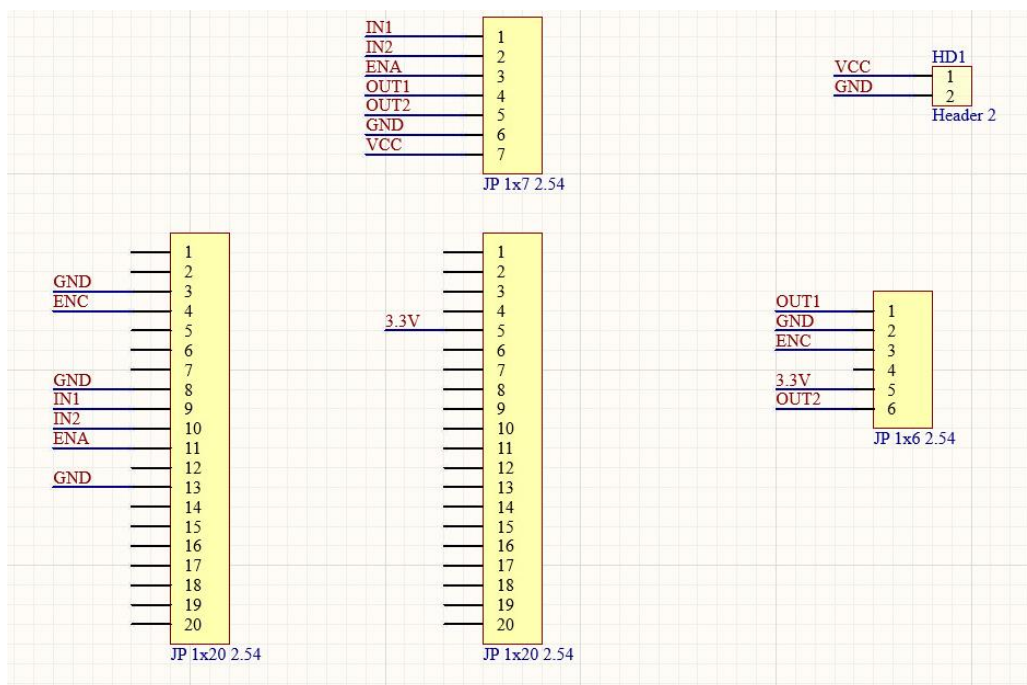 IN1
IN2
ENA
OUT1
OUT2
GND
VCC
1
2
3
4
5
6
7
JP 1x7 2.54
HD1
VCC
GND
1
2
Header 2
GND
ENC
GND
IN1
IN2
ENA
GND
1
2
3
4
5
6
7
8
9
10
11
12
13
14
15
16
17
18
19
20
JP 1x20 2.54
3.3V
1
2
3
4
5
6
7
8
9
10
11
12
13
14
15
16
17
18
19
20
JP 1x20 2.54
OUT1
GND
ENC
3.3V
OUT2
1
2
3
4
5
6
JP 1x6 2.54